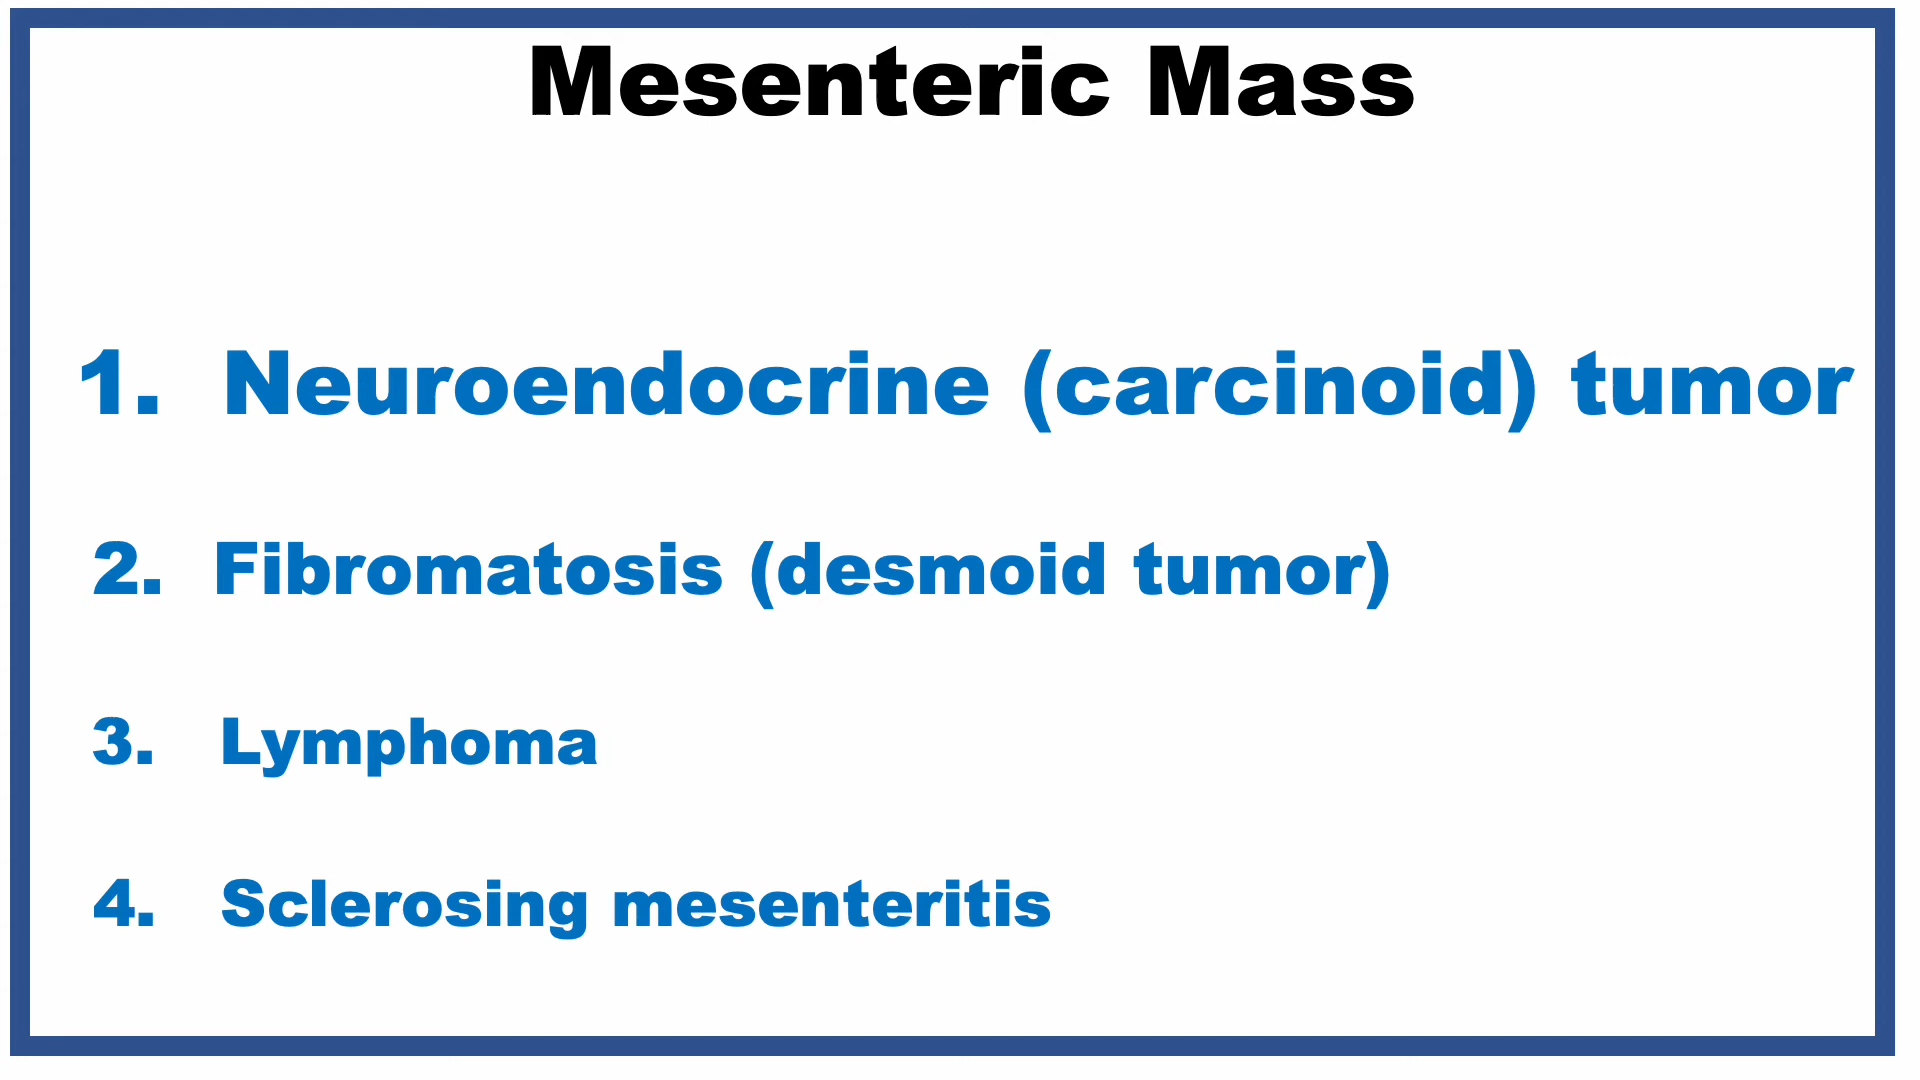 Mesenteric Mass
1. Neuroendocrine (carcinoid) tumor
2. Fibromatosis (desmoid tumor)
3. Lymphoma
4. Sclerosing mesenteritis